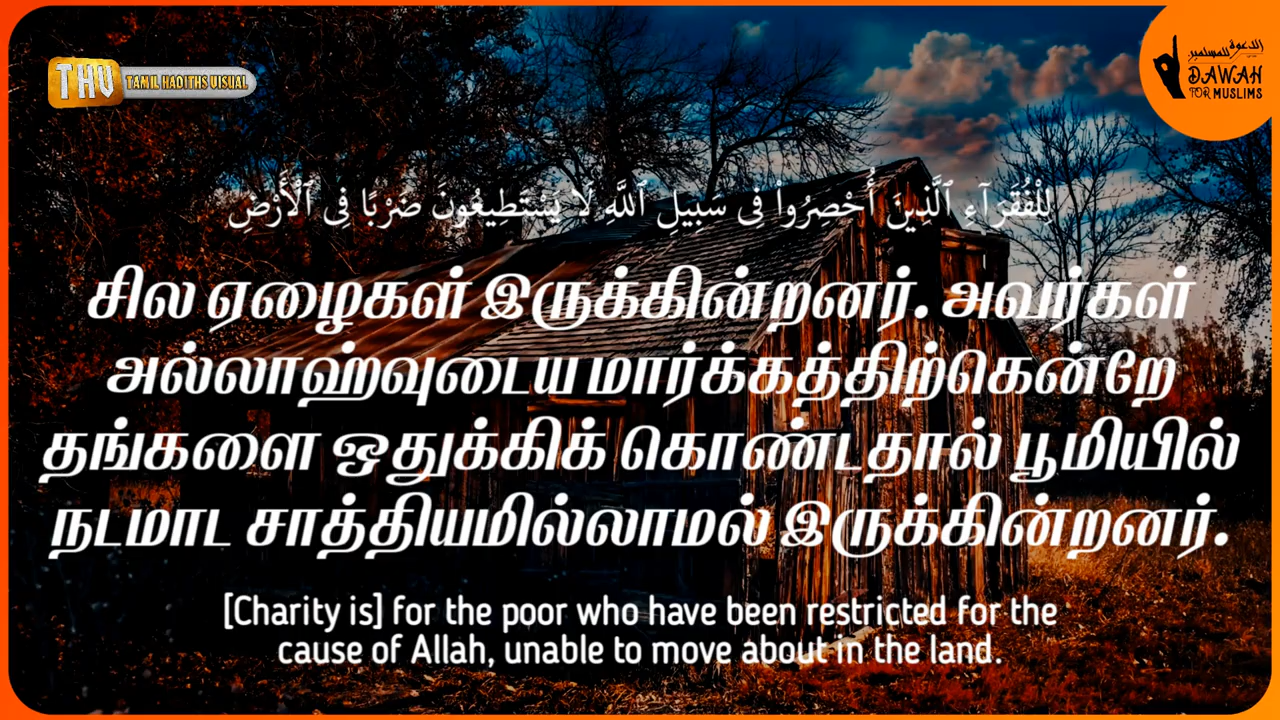 THV TAMIL HADITHS VISUAL
الدعوة للمسلمين
DAWAH
FOR MUSLIMS
لِلْفُقَرَآءِ ٱلَّذِينَ أُحْصِرُوا۟ فِى سَبِيلِ ٱللَّهِ لَا يَسْتَطِيعُونَ ضَرْبًا فِى ٱلْأَرْضِ
சில ஏழைகள் இருக்கின்றனர். அவர்கள்
அல்லாஹ்வுடைய மார்க்கத்திற்கென்றே
தங்களை ஒதுக்கிக் கொண்டதால் பூமியில்
நடமாட சாத்தியமில்லாமல் இருக்கின்றனர்.
[Charity is] for the poor who have been restricted for the
cause of Allah, unable to move about in the land.